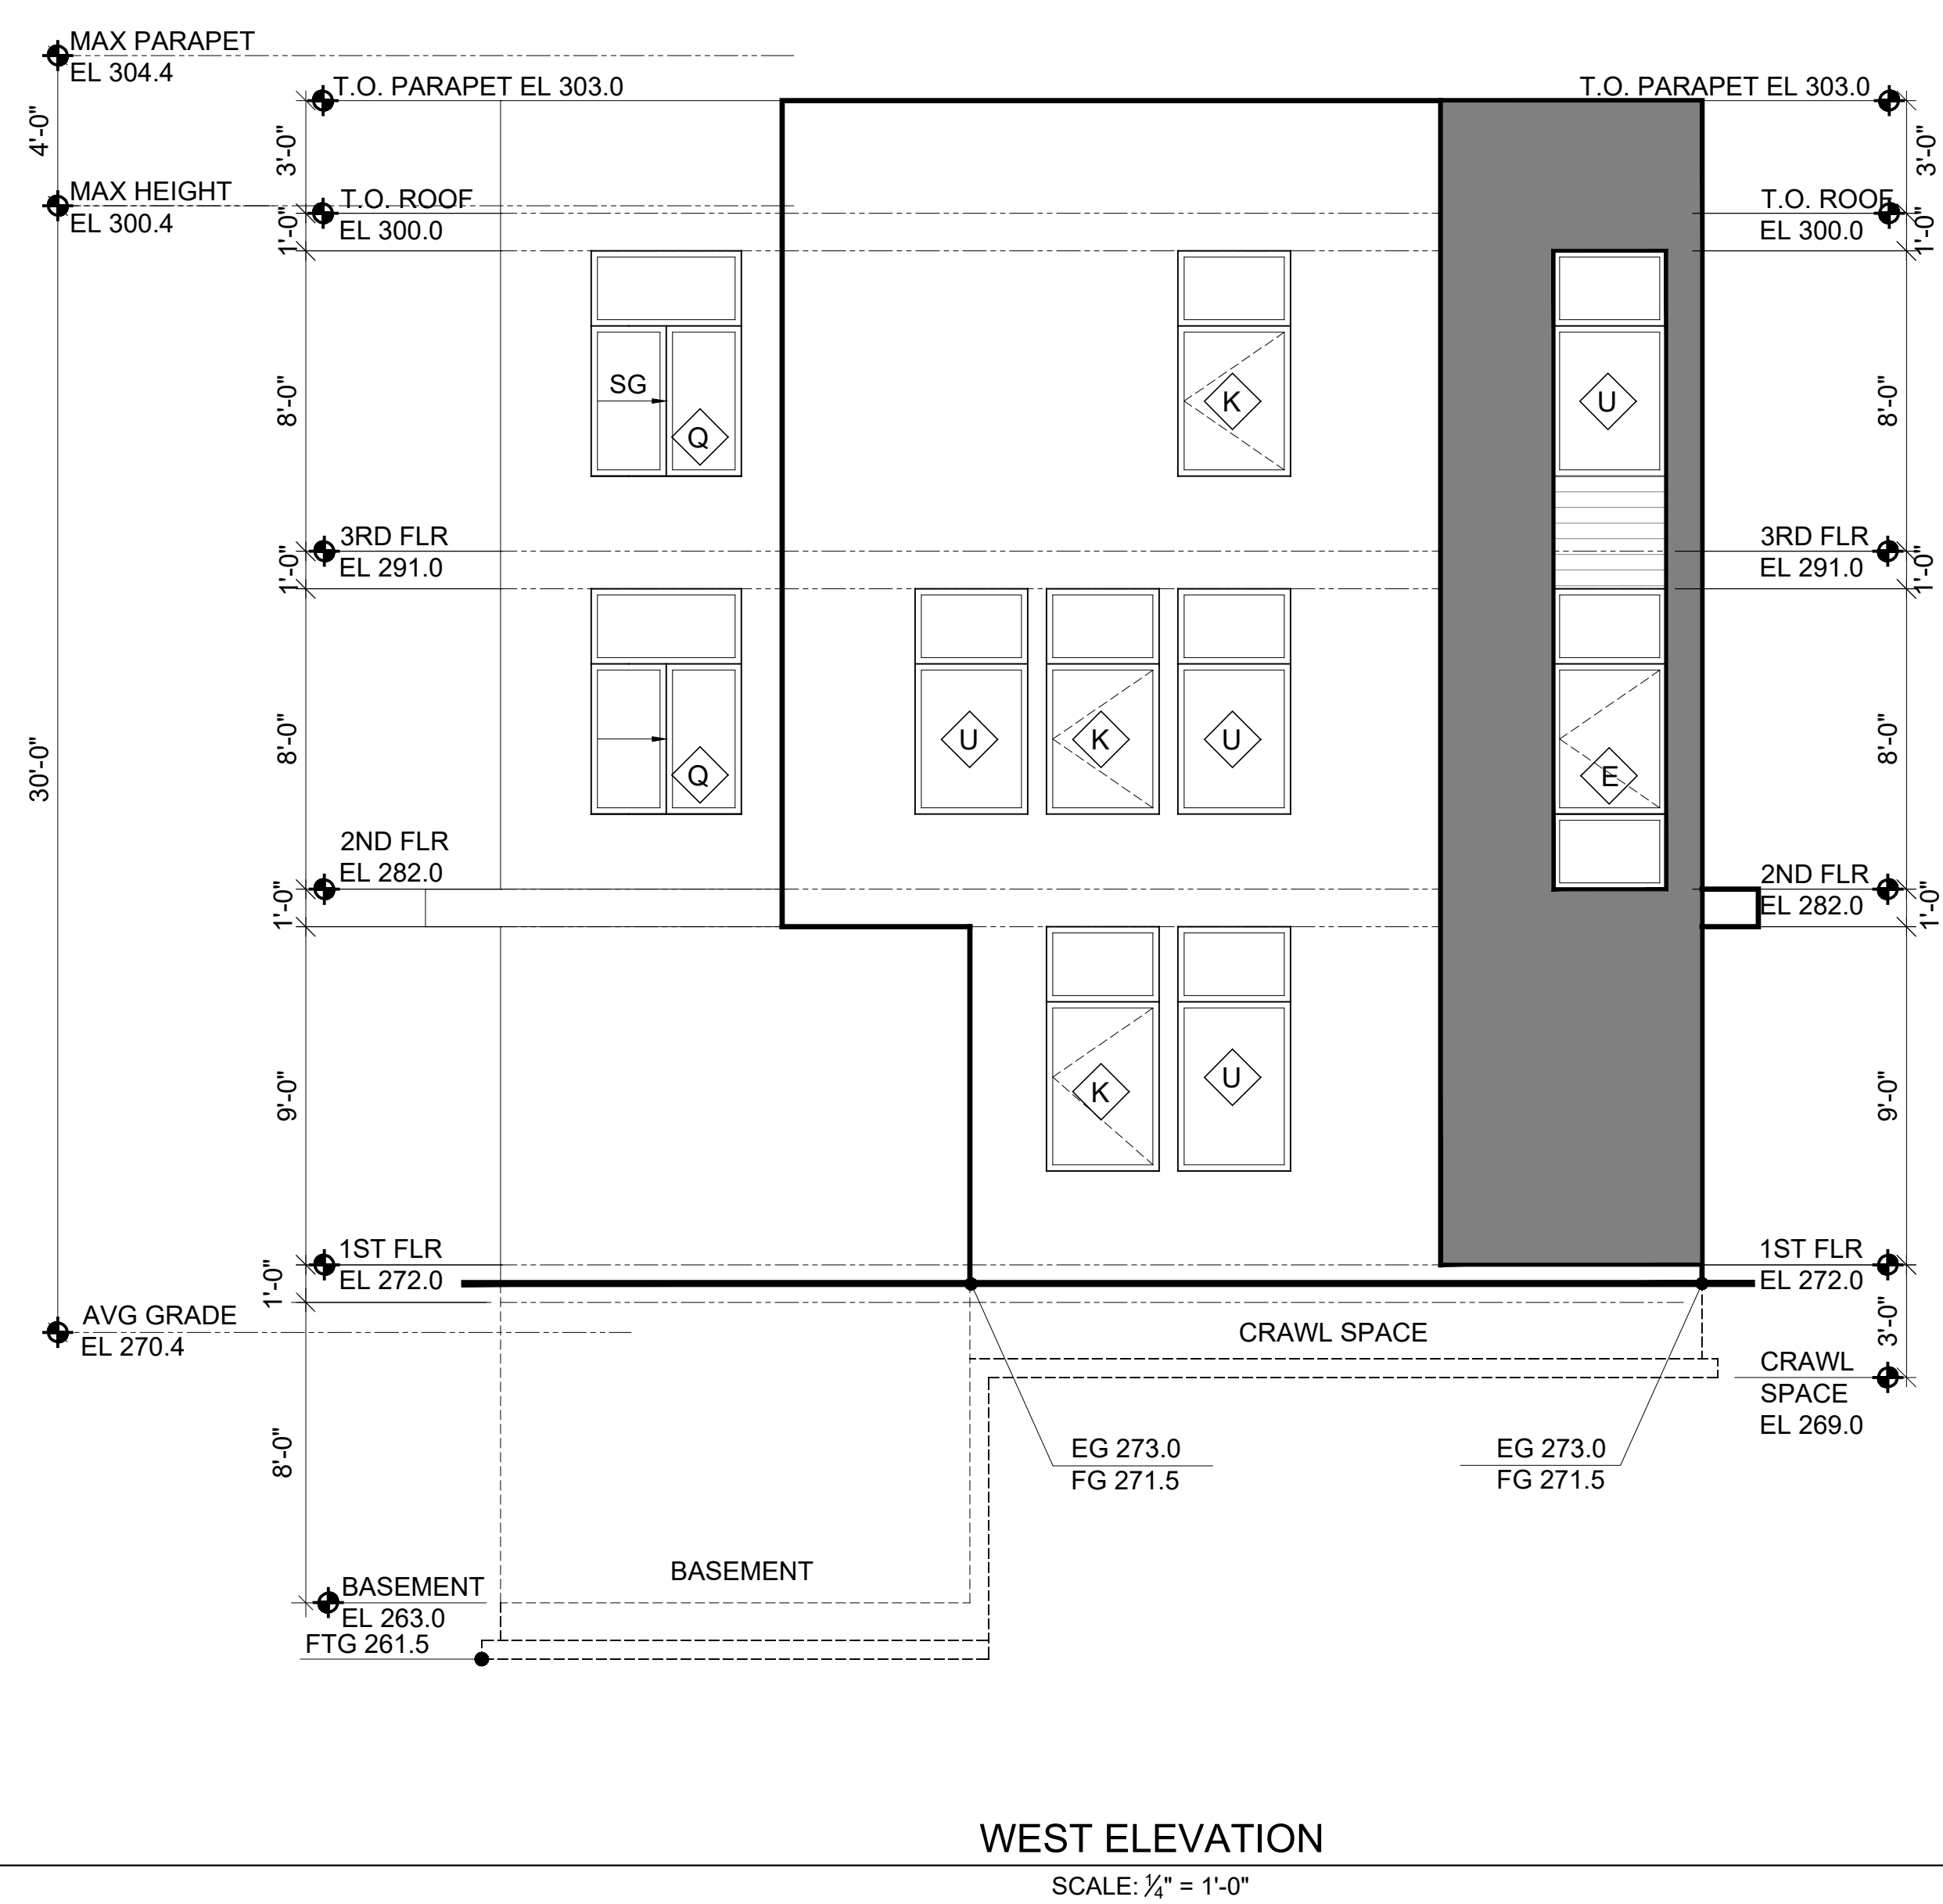 MAX PARAPET
EL 304.4
4'-0"
MAX HEIGHT
EL 300.4
30'-0"
AVG GRADE
EL 270.4
T.O. PARAPET EL 303.0
3'-0"
T.O. ROOF
EL 300.0
1'-0"
8'-0"
3RD FLR
EL 291.0
1'-0"
8'-0"
2ND FLR
EL 282.0
1'-0"
9'-0"
1ST FLR
EL 272.0
1'-0"
8'-0"
BASEMENT
EL 263.0
FTG 261.5
SG
Q
K
U
Q
U
K
U
E
K
U
CRAWL SPACE
BASEMENT
EG 273.0
FG 271.5
EG 273.0
FG 271.5
T.O. PARAPET EL 303.0
3'-0"
T.O. ROOF
EL 300.0
1'-0"
8'-0"
3RD FLR
EL 291.0
1'-0"
8'-0"
2ND FLR
EL 282.0
1'-0"
9'-0"
1ST FLR
EL 272.0
3'-0"
CRAWL
SPACE
EL 269.0
WEST ELEVATION
SCALE: 1/4" = 1'-0"